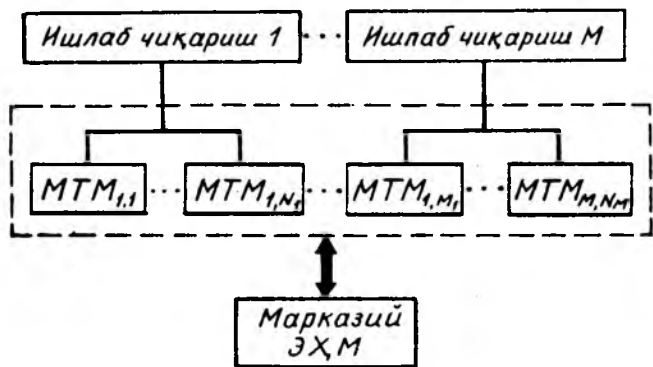 Ишлаб чиқариш 1 ... Ишлаб чиқариш М
МТМ1,1 ... МТМ1,N1 ... МТМ1,M1 ... МТМM,NM
Марказий
ЭҲМ